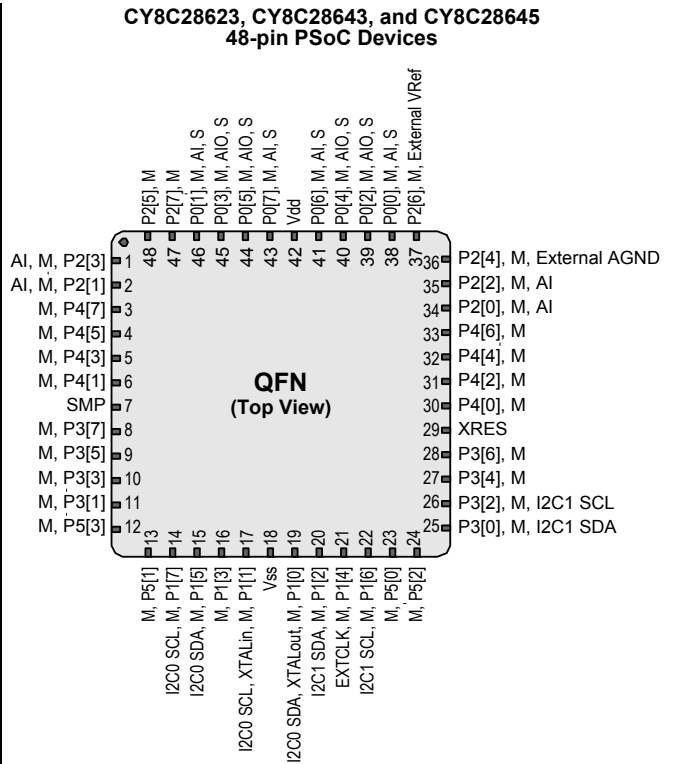 CY8C28623, CY8C28643, and CY8C28645
48-pin PSoC Devices
P2[5], M
P2[7], M
P0[1], M, AI, S
P0[3], M, AIO, S
P0[5], M, AIO, S
P0[7], M, AI, S
Vdd
P0[6], M, AI, S
P0[4], M, AIO, S
P0[2], M, AIO, S
P0[0], M, AI, S
P2[6], M, External VRef
48
47
46
45
44
43
42
41
40
39
38
37
AI, M, P2[3] 1
AI, M, P2[1] 2
M, P4[7] 3
M, P4[5] 4
M, P4[3] 5
M, P4[1] 6
SMP 7
M, P3[7] 8
M, P3[5] 9
M, P3[3] 10
M, P3[1] 11
M, P5[3] 12
QFN
(Top View)
36 P2[4], M, External AGND
35 P2[2], M, AI
34 P2[0], M, AI
33 P4[6], M
32 P4[4], M
31 P4[2], M
30 P4[0], M
29 XRES
28 P3[6], M
27 P3[4], M
26 P3[2], M, I2C1 SCL
25 P3[0], M, I2C1 SDA
13
14
15
16
17
18
19
20
21
22
23
24
M, P5[1]
I2C0 SCL, M, P1[7]
I2C0 SDA, M, P1[5]
M, P1[3]
I2C0 SCL, XTALin, M, P1[1]
Vss
I2C0 SDA, XTALout, M, P1[0]
I2C1 SDA, M, P1[2]
EXTCLK, M, P1[4]
I2C1 SCL, M, P1[6]
M, P5[0]
M, P5[2]